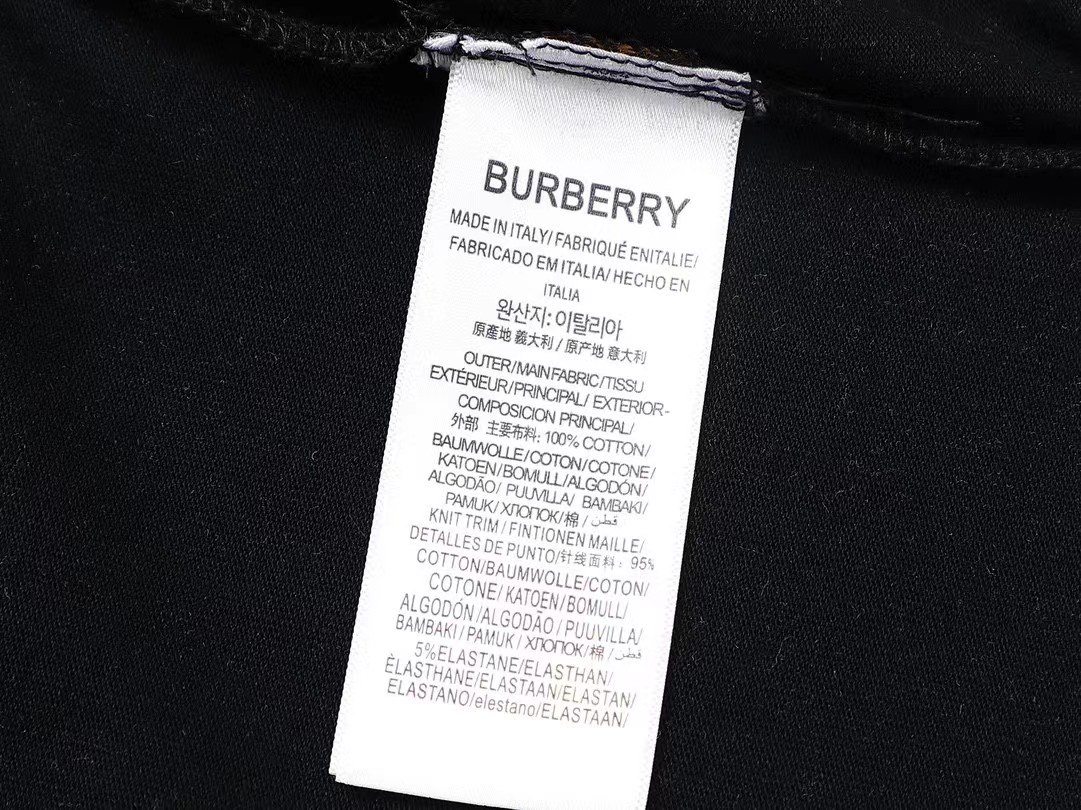 BURBERRY
MADE IN ITALY/ FABRIQUÉ ENITALIE/
FABRICADO EM ITALIA/ HECHO EN
ITALIA
완산지: 이탈리아
原產地 義大利 / 原产地 意大利
OUTER/MAIN FABRIC/TISSU
EXTÉRIEUR/PRINCIPAL/ EXTERIOR-
COMPOSICION PRINCIPAL/
外部 主要布料: 100% COTTON/
BAUMWOLLE/COTON/COTONE/
KATOEN/BOMULL/ALGODÓN/
ALGODÃO/ PUUVILLA/ BAMBAKI/
PAMUK/ ХЛОПОК/棉 / قطن
KNIT TRIM / FINTIONEN MAILLE/
DETALLES DE PUNTO/针线面料: 95%
COTTON/BAUMWOLLE/COTON/
COTONE/ KATOEN/BOMULL/
ALGODÓN /ALGODÃO / PUUVILLA/
BAMBAKI / PAMUK / ХЛОПОК/棉 / قطن
5%ELASTANE/ELASTHAN/
ÈLASTHANE/ELASTAAN/ELASTAN/
ELASTANO/elestano/ELASTAAN/